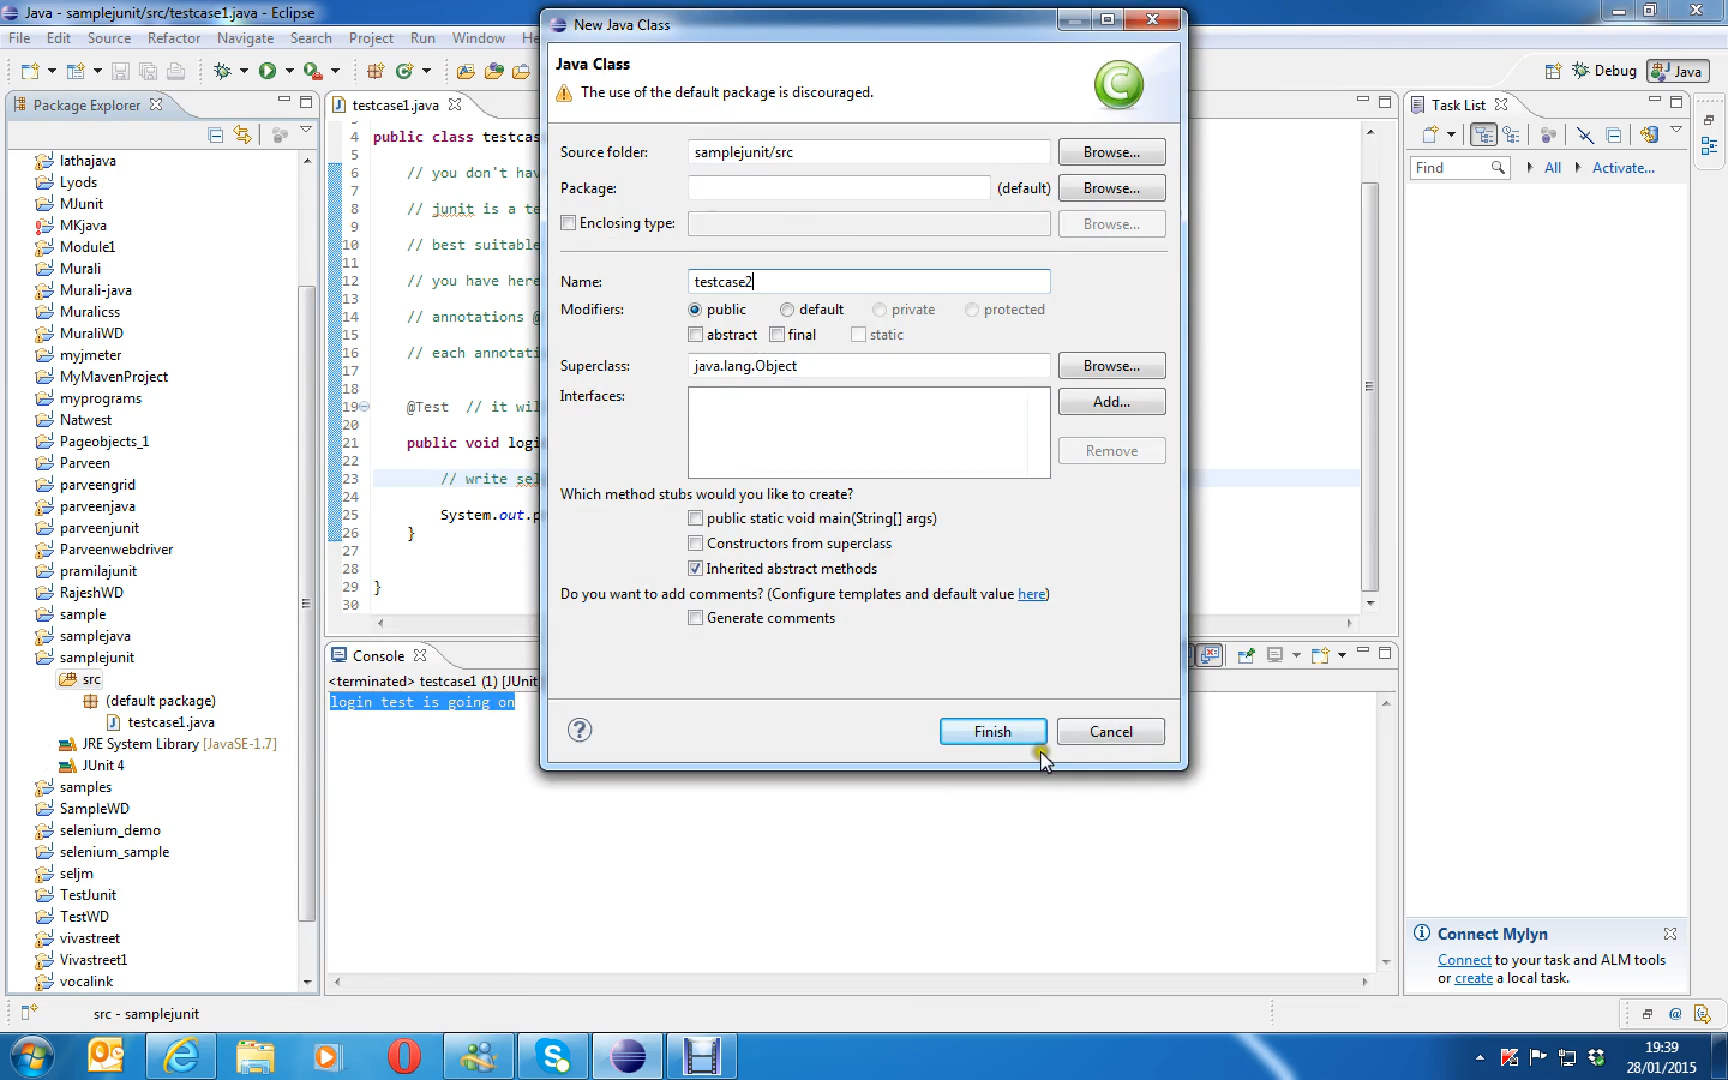 Java - samplejunit/src/testcase1.java - Eclipse
File Edit Source Refactor Navigate Search Project Run Window He
Debug Java
Package Explorer
lathajava
Lyods
MJunit
MKjava
Module1
Murali
Murali-java
Muralicss
MuraliWD
myjmeter
MyMavenProject
myprograms
Natwest
Pageobjects_1
Parveen
parveengrid
parveenjava
parveenjunit
Parveenwebdriver
pramilajunit
RajeshWD
sample
samplejava
samplejunit
src
(default package)
testcase1.java
JRE System Library [JavaSE-1.7]
JUnit 4
samples
SampleWD
selenium_demo
selenium_sample
seljm
TestJunit
TestWD
vivastreet
Vivastreet1
vocalink
testcase1.java
4 public class testcas
5
6 // you don't hav
7
8 // junit is a te
9
10 // best suitable
11
12 // you have here
13
14 // annotations @
15
16 // each annotati
19 @Test // it wil
20
21 public void logi
22
23 // write sel
24
25 System.out.p
26 }
27
28
29 }
30
Console
<terminated> testcase1 (1) [JUnit
login test is going on
New Java Class
Java Class
The use of the default package is discouraged.
Source folder: samplejunit/src Browse...
Package: (default) Browse...
Enclosing type: Browse...
Name: testcase2
Modifiers: public default private protected
abstract final static
Superclass: java.lang.Object Browse...
Interfaces: Add...
Remove
Which method stubs would you like to create?
public static void main(String[] args)
Constructors from superclass
Inherited abstract methods
Do you want to add comments? (Configure templates and default value here)
Generate comments
? Finish Cancel
Task List
Find All Activate...
Connect Mylyn
Connect to your task and ALM tools
or create a local task.
src - samplejunit
19:39
28/01/2015